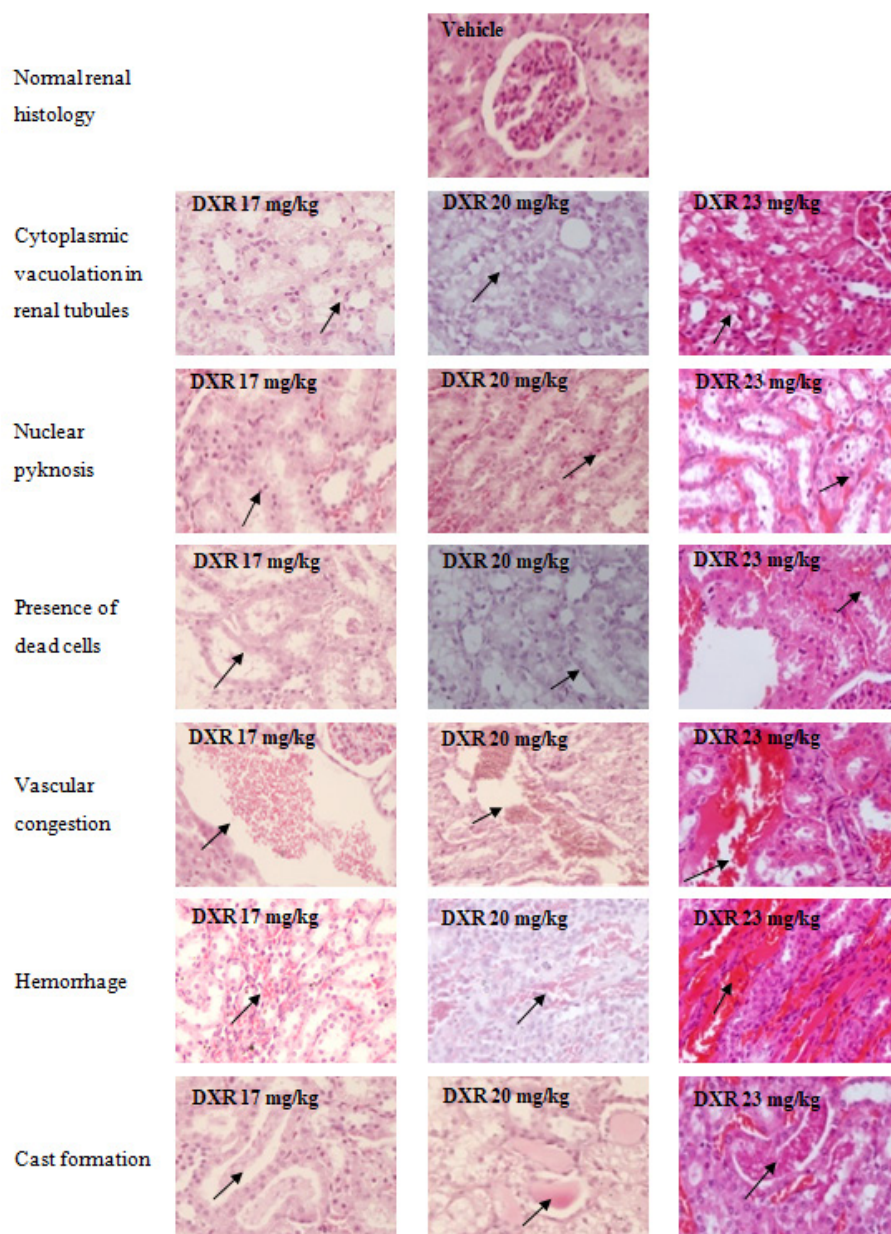 Vehicle
Normal renal
histology
DXR 17 mg/kg DXR 20 mg/kg DXR 23 mg/kg
Cytoplasmic
vacuolation in
renal tubules
DXR 17 mg/kg DXR 20 mg/kg DXR 23 mg/kg
Nuclear
pyknosis
DXR 17 mg/kg DXR 20 mg/kg DXR 23 mg/kg
Presence of
dead cells
DXR 17 mg/kg DXR 20 mg/kg DXR 23 mg/kg
Vascular
congestion
DXR 17 mg/kg DXR 20 mg/kg DXR 23 mg/kg
Hemorrhage
DXR 17 mg/kg DXR 20 mg/kg DXR 23 mg/kg
Cast formation